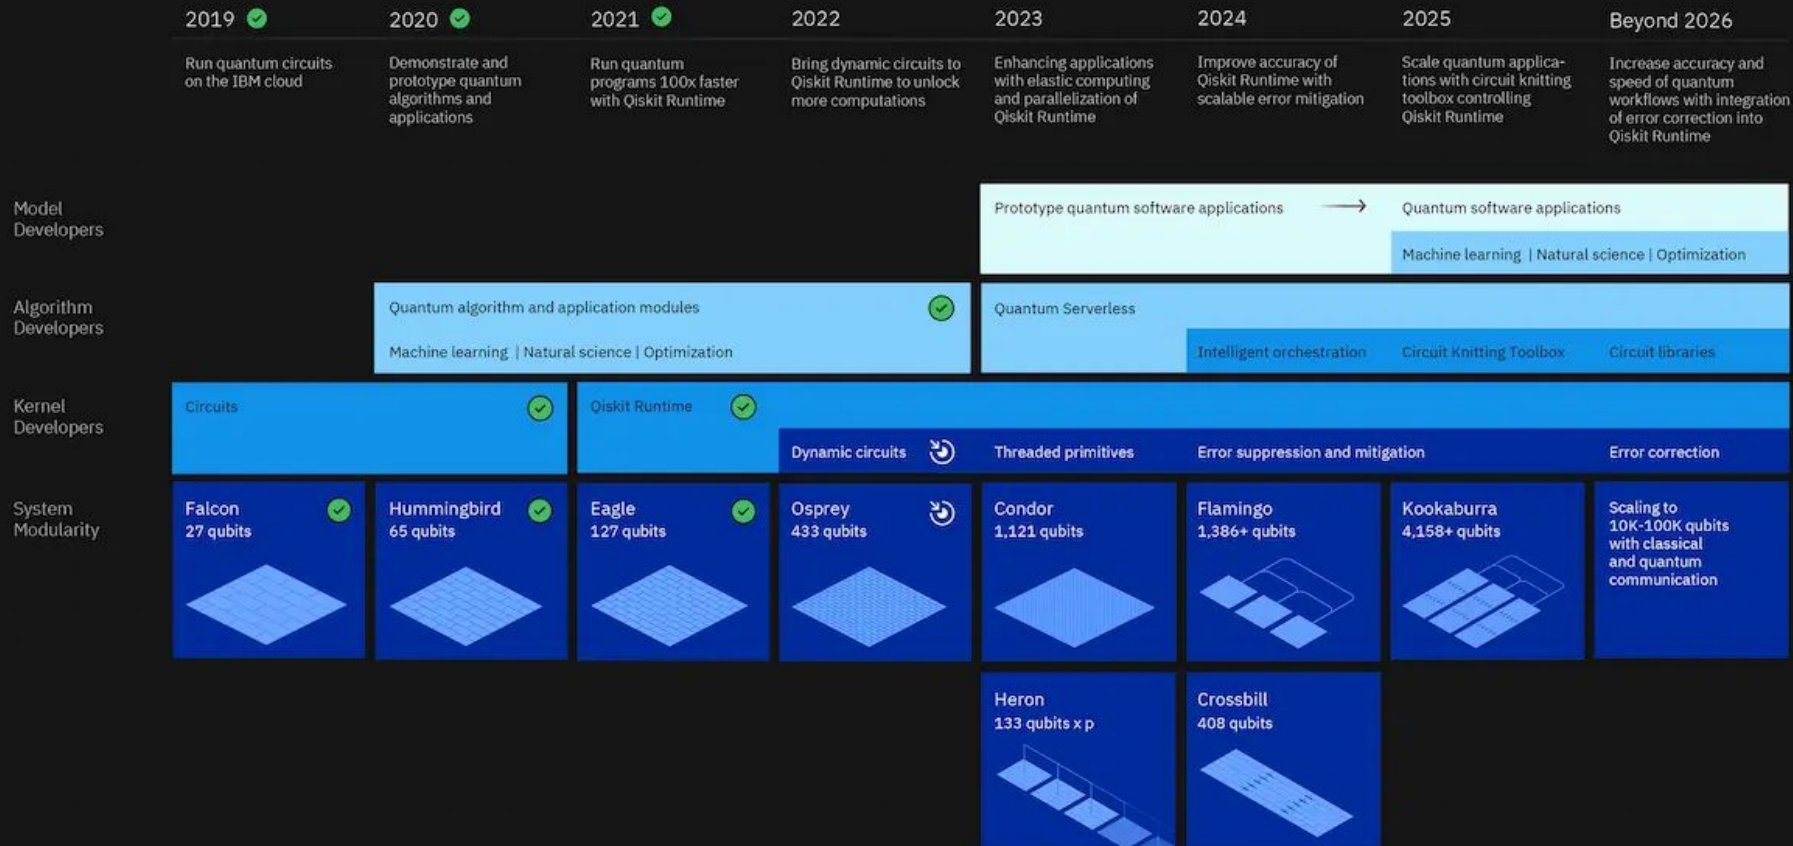 2019
2020
2021
2022
2023
2024
2025
Beyond 2026
Run quantum circuits
on the IBM cloud
Demonstrate and
prototype quantum
algorithms and
applications
Run quantum
programs 100x faster
with Qiskit Runtime
Bring dynamic circuits to
Qiskit Runtime to unlock
more computations
Enhancing applications
with elastic computing
and parallelization of
Qiskit Runtime
Improve accuracy of
Qiskit Runtime with
scalable error mitigation
Scale quantum applica-
tions with circuit knitting
toolbox controlling
Qiskit Runtime
Increase accuracy and
speed of quantum
workflows with integration
of error correction into
Qiskit Runtime
Model
Developers
Prototype quantum software applications
Quantum software applications
Machine learning | Natural science | Optimization
Algorithm
Developers
Quantum algorithm and application modules
Machine learning | Natural science | Optimization
Quantum Serverless
Intelligent orchestration
Circuit Knitting Toolbox
Circuit libraries
Kernel
Developers
Circuits
Qiskit Runtime
Dynamic circuits
Threaded primitives
Error suppression and mitigation
Error correction
System
Modularity
Falcon
27 qubits
Hummingbird
65 qubits
Eagle
127 qubits
Osprey
433 qubits
Condor
1,121 qubits
Flamingo
1,386+ qubits
Kookaburra
4,158+ qubits
Scaling to
10K-100K qubits
with classical
and quantum
communication
Heron
133 qubits x p
Crossbill
408 qubits